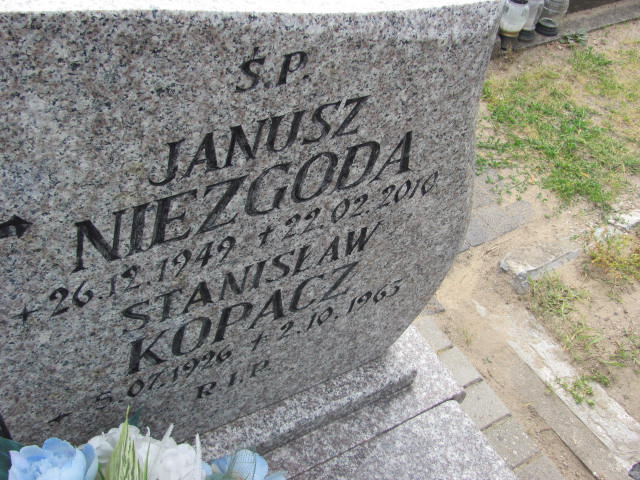 Ś.P.
JANUSZ
NIEZGODA
+ 26.12.1949 + 22.02.2010
STANISŁAW
KOPACZ
+ 5.07.1926 + 2.10.1963
R.I.P.